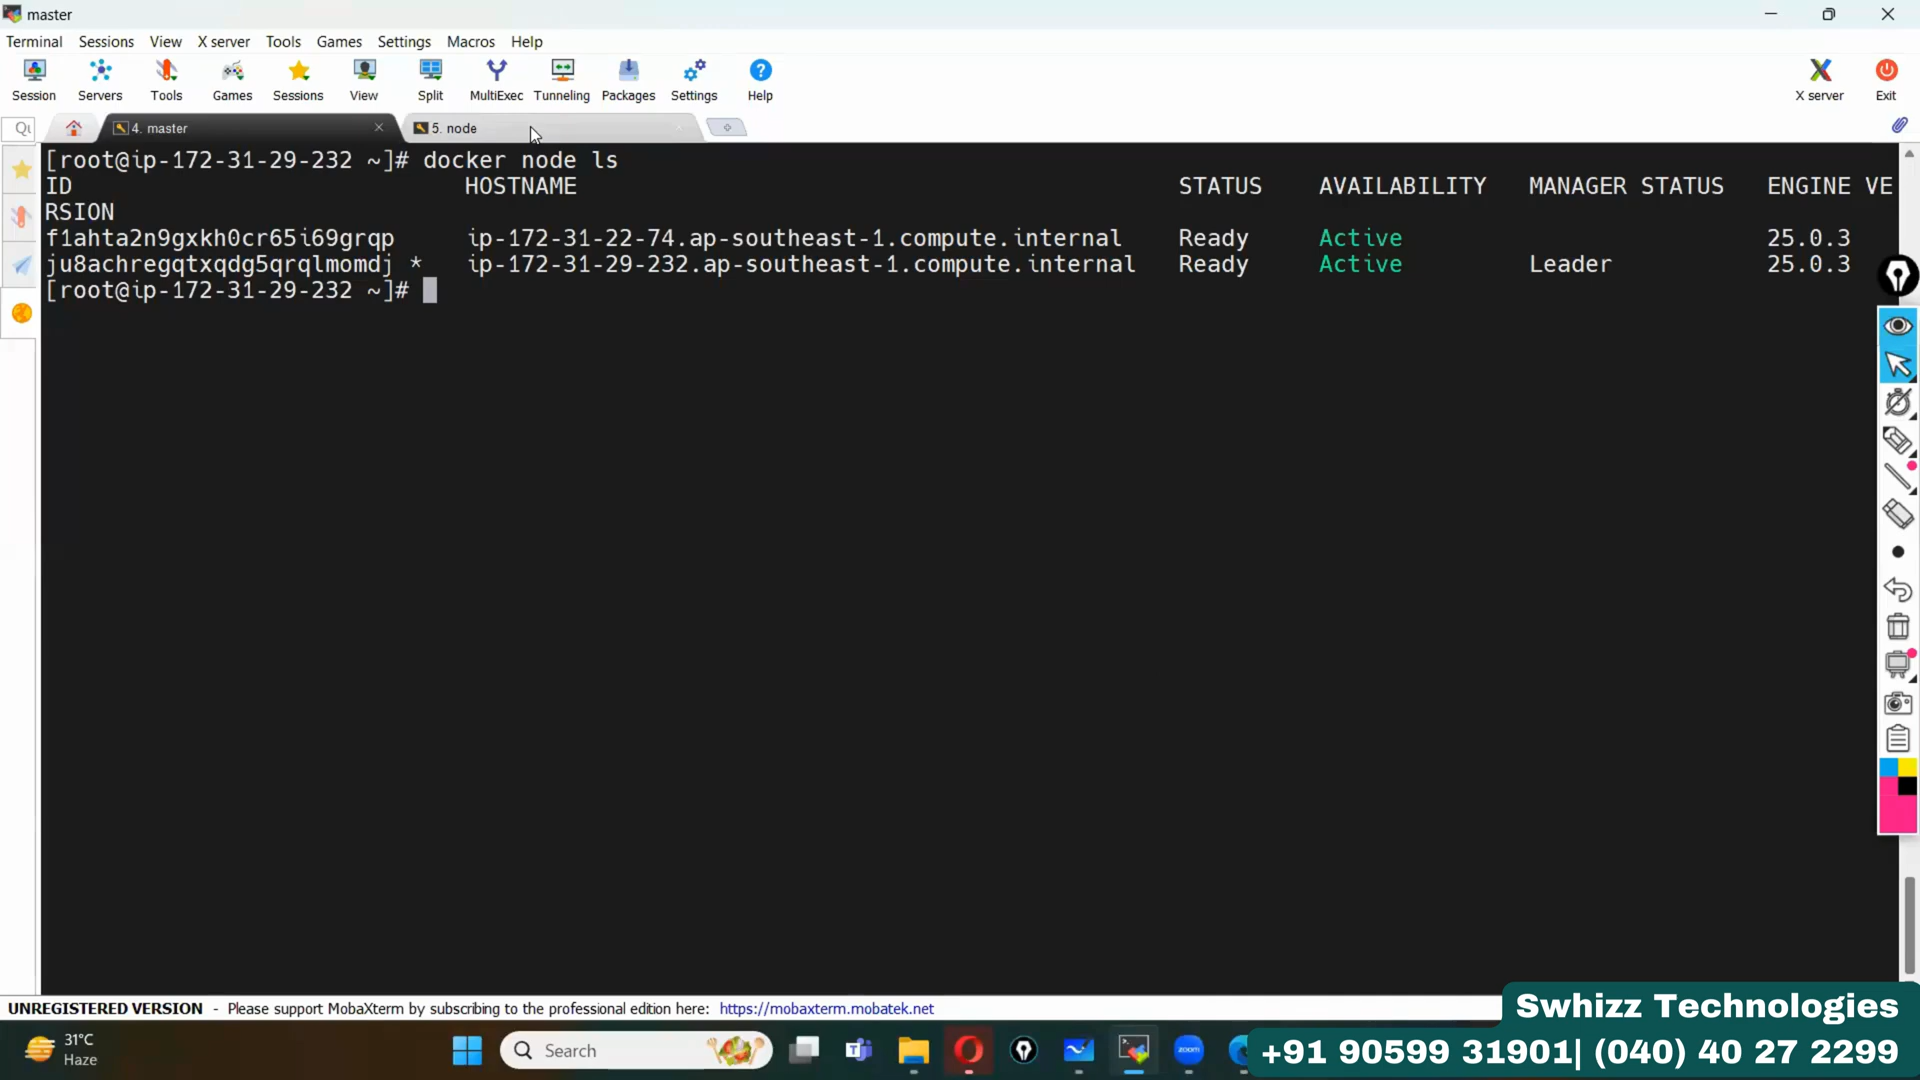 master
Terminal Sessions View X server Tools Games Settings Macros Help
Session Servers Tools Games Sessions View Split MultiExec Tunneling Packages Settings Help X server Exit
4. master 5. node
[root@ip-172-31-29-232 ~]# docker node ls
ID HOSTNAME STATUS AVAILABILITY MANAGER STATUS ENGINE VE
RSION
f1ahta2n9gxkh0cr65i69grqp ip-172-31-22-74.ap-southeast-1.compute.internal Ready Active 25.0.3
ju8achregqtxqdg5qrqlmomdj * ip-172-31-29-232.ap-southeast-1.compute.internal Ready Active Leader 25.0.3
[root@ip-172-31-29-232 ~]#
UNREGISTERED VERSION - Please support MobaXterm by subscribing to the professional edition here: https://mobaxterm.mobatek.net
Swhizz Technologies
+91 90599 31901| (040) 40 27 2299
31°C
Haze
Search
zoom